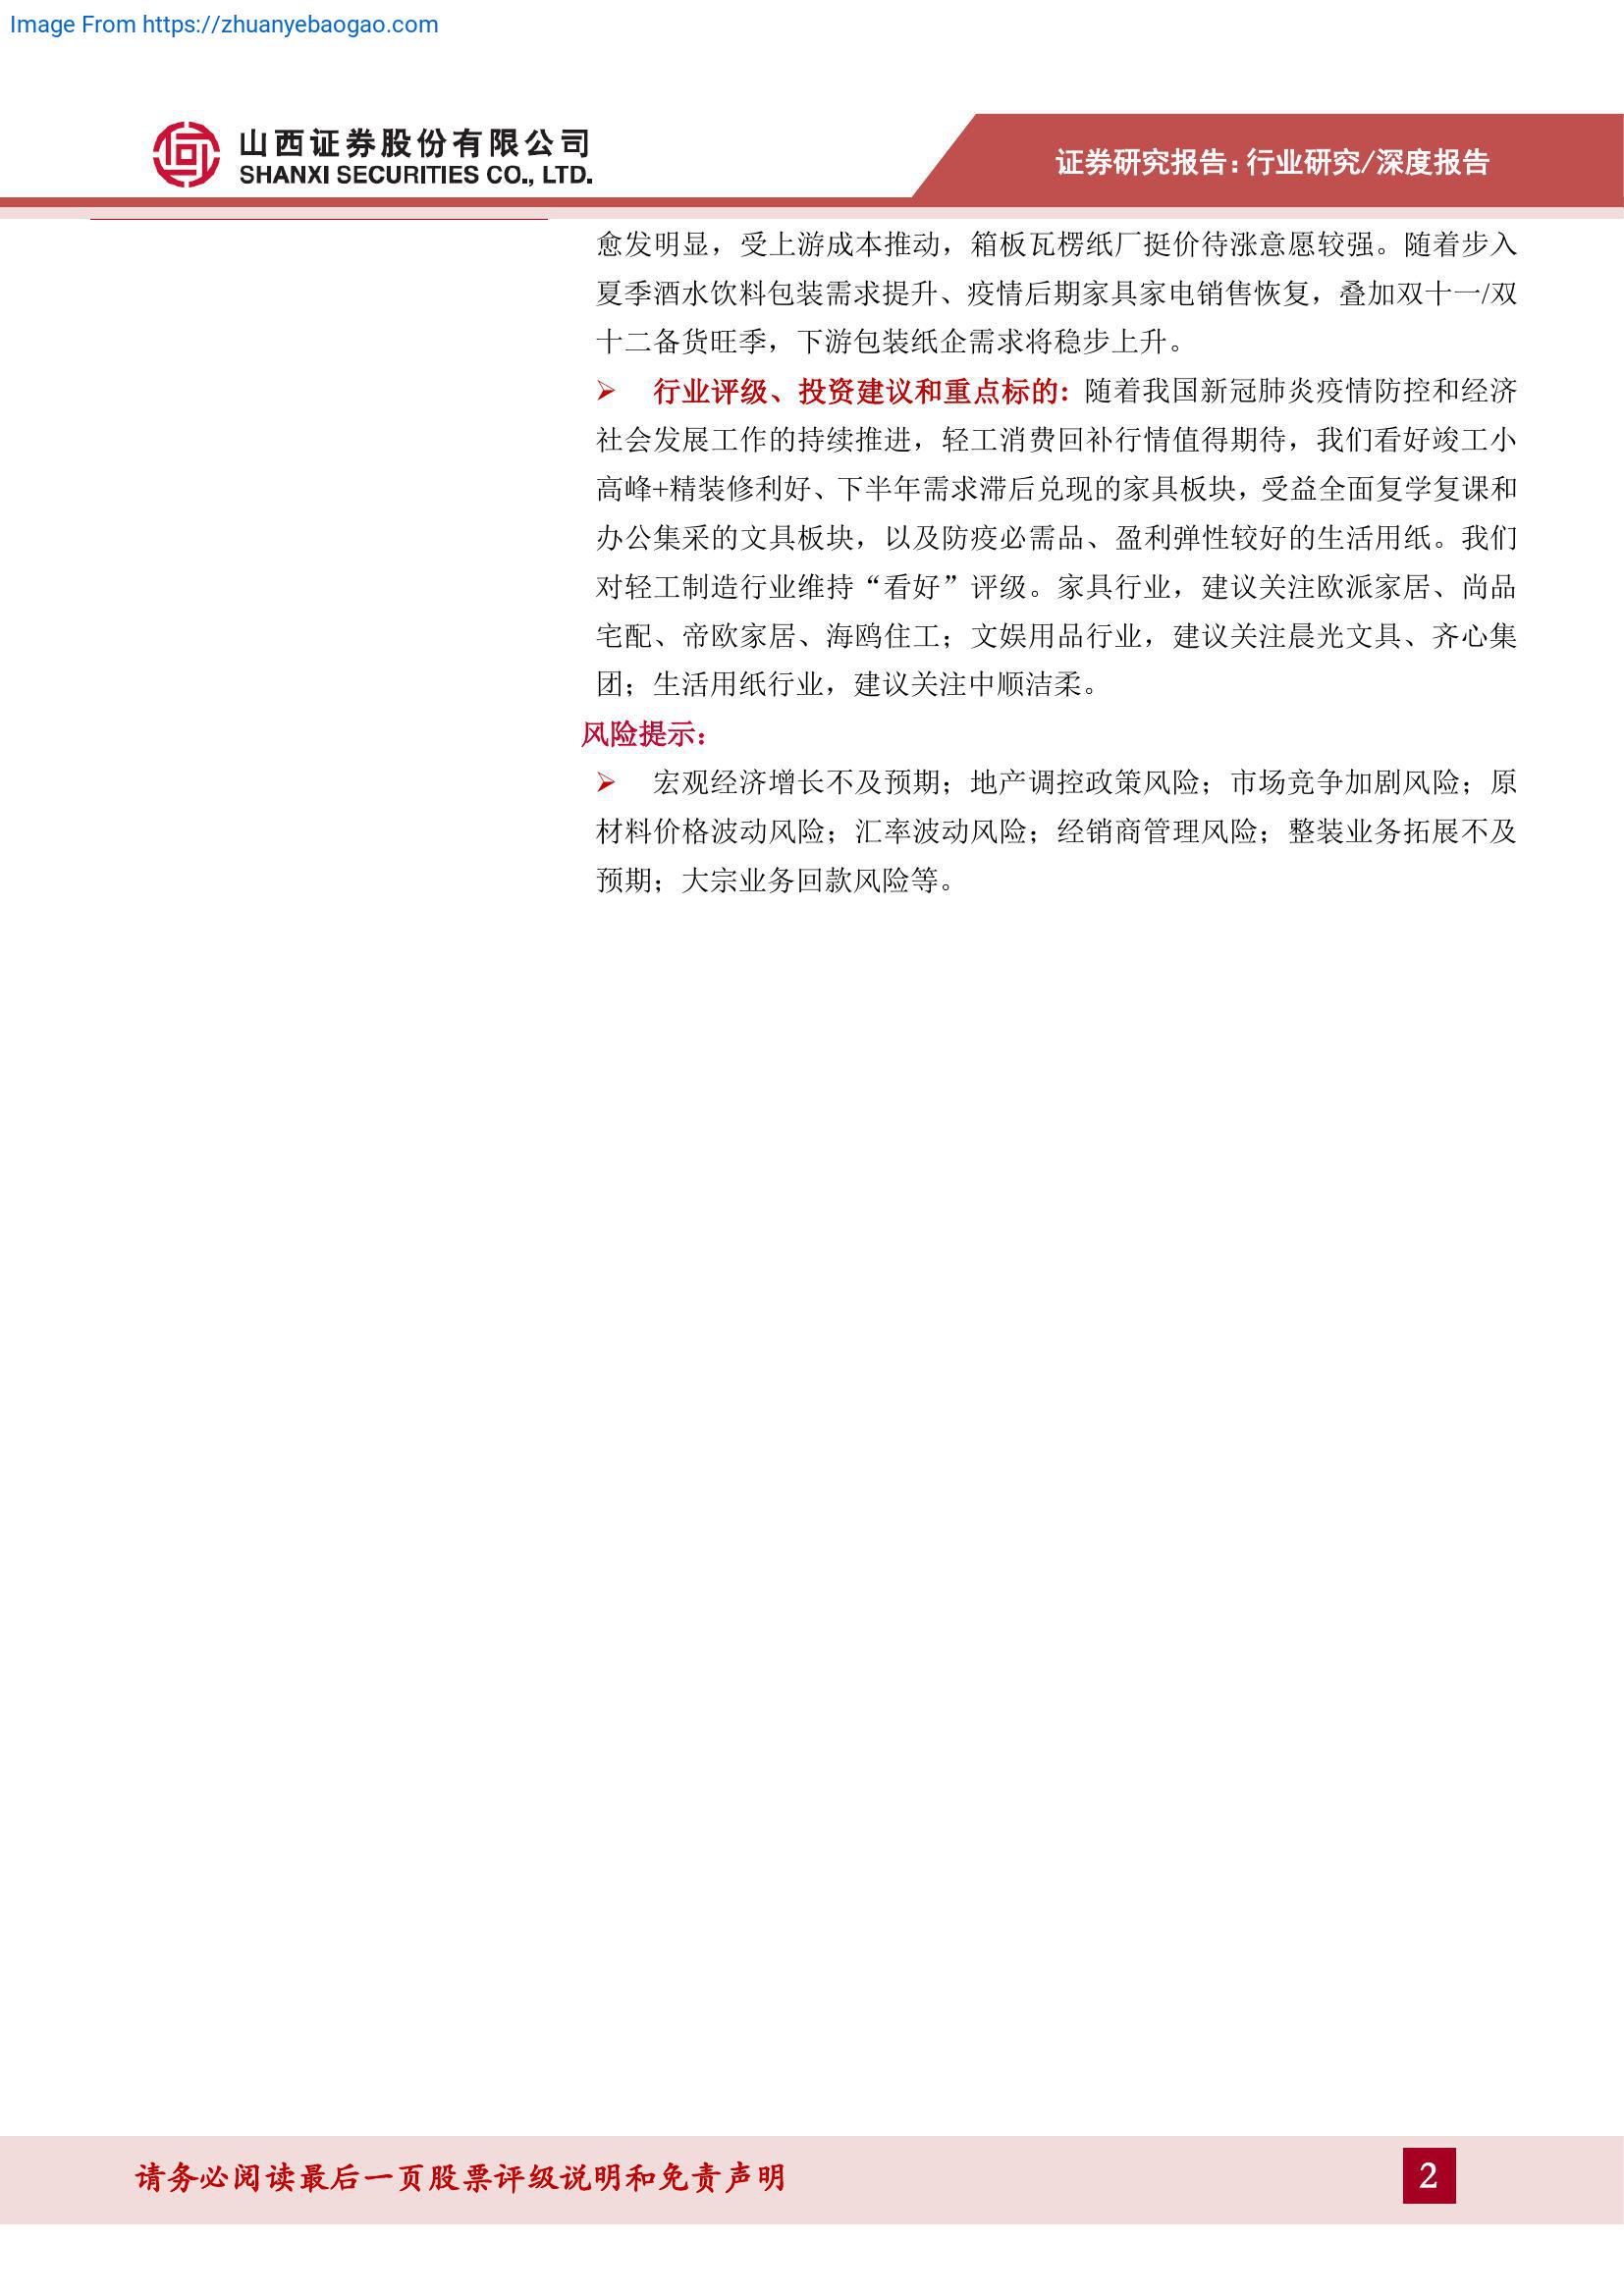 Image From https://zhuanyebaogao.com
山西证券股份有限公司
SHANXI SECURITIES CO., LTD.
证券研究报告：行业研究/深度报告
愈发明显，受上游成本推动，箱板瓦楞纸厂挺价待涨意愿较强。随着步入
夏季酒水饮料包装需求提升、疫情后期家具家电销售恢复，叠加双十一/双
十二备货旺季，下游包装纸企需求将稳步上升。
➢ 行业评级、投资建议和重点标的：随着我国新冠肺炎疫情防控和经济
社会发展工作的持续推进，轻工消费回补行情值得期待，我们看好竣工小
高峰+精装修利好、下半年需求滞后兑现的家具板块，受益全面复学复课和
办公集采的文具板块，以及防疫必需品、盈利弹性较好的生活用纸。我们
对轻工制造行业维持“看好”评级。家具行业，建议关注欧派家居、尚品
宅配、帝欧家居、海鸥住工；文娱用品行业，建议关注晨光文具、齐心集
团；生活用纸行业，建议关注中顺洁柔。
风险提示：
➢ 宏观经济增长不及预期；地产调控政策风险；市场竞争加剧风险；原
材料价格波动风险；汇率波动风险；经销商管理风险；整装业务拓展不及
预期；大宗业务回款风险等。
请务必阅读最后一页股票评级说明和免责声明
2